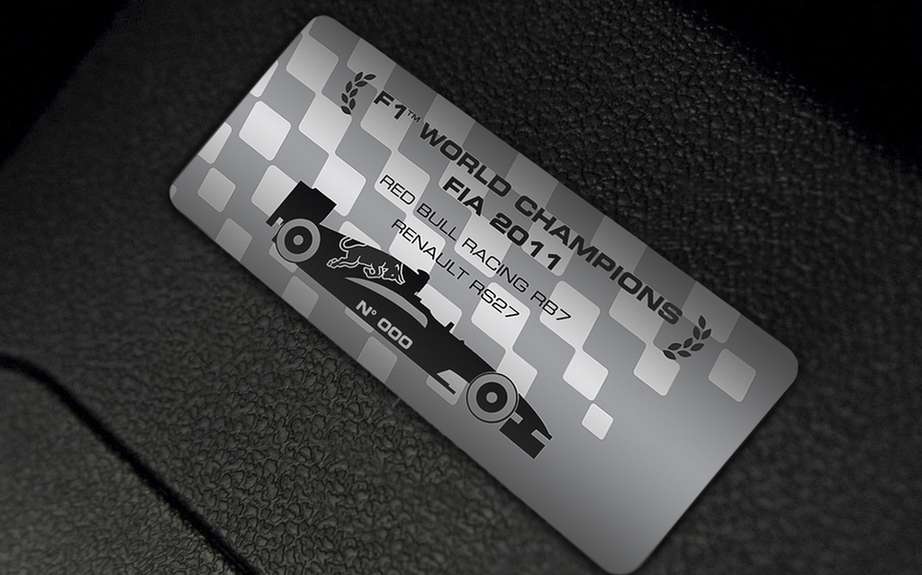 F1™ WORLD CHAMPIONS
FIA 2011
RED BULL RACING RB7
RENAULT RS27
N° 000